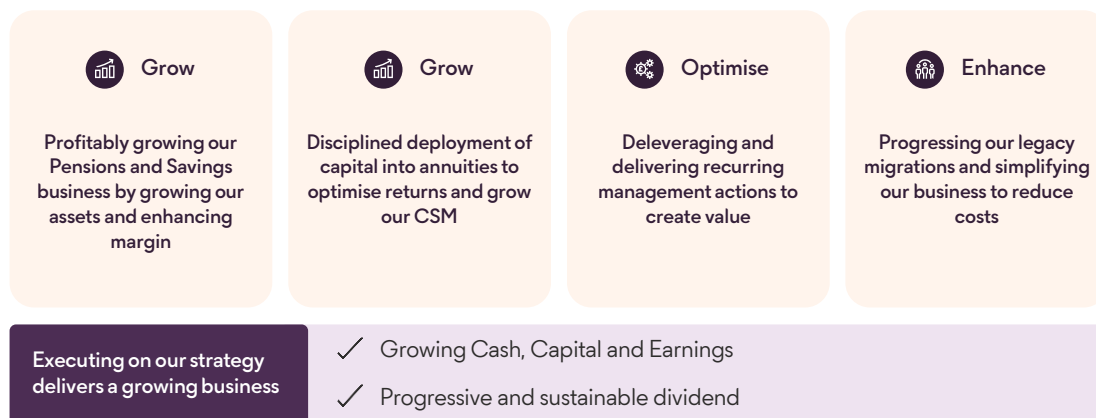 Grow
Profitably growing our
Pensions and Savings
business by growing our
assets and enhancing
margin
Grow
Disciplined deployment of
capital into annuities to
optimise returns and grow
our CSM
Optimise
Deleveraging and
delivering recurring
management actions to
create value
Enhance
Progressing our legacy
migrations and simplifying
our business to reduce
costs
Executing on our strategy
delivers a growing business
Growing Cash, Capital and Earnings
Progressive and sustainable dividend